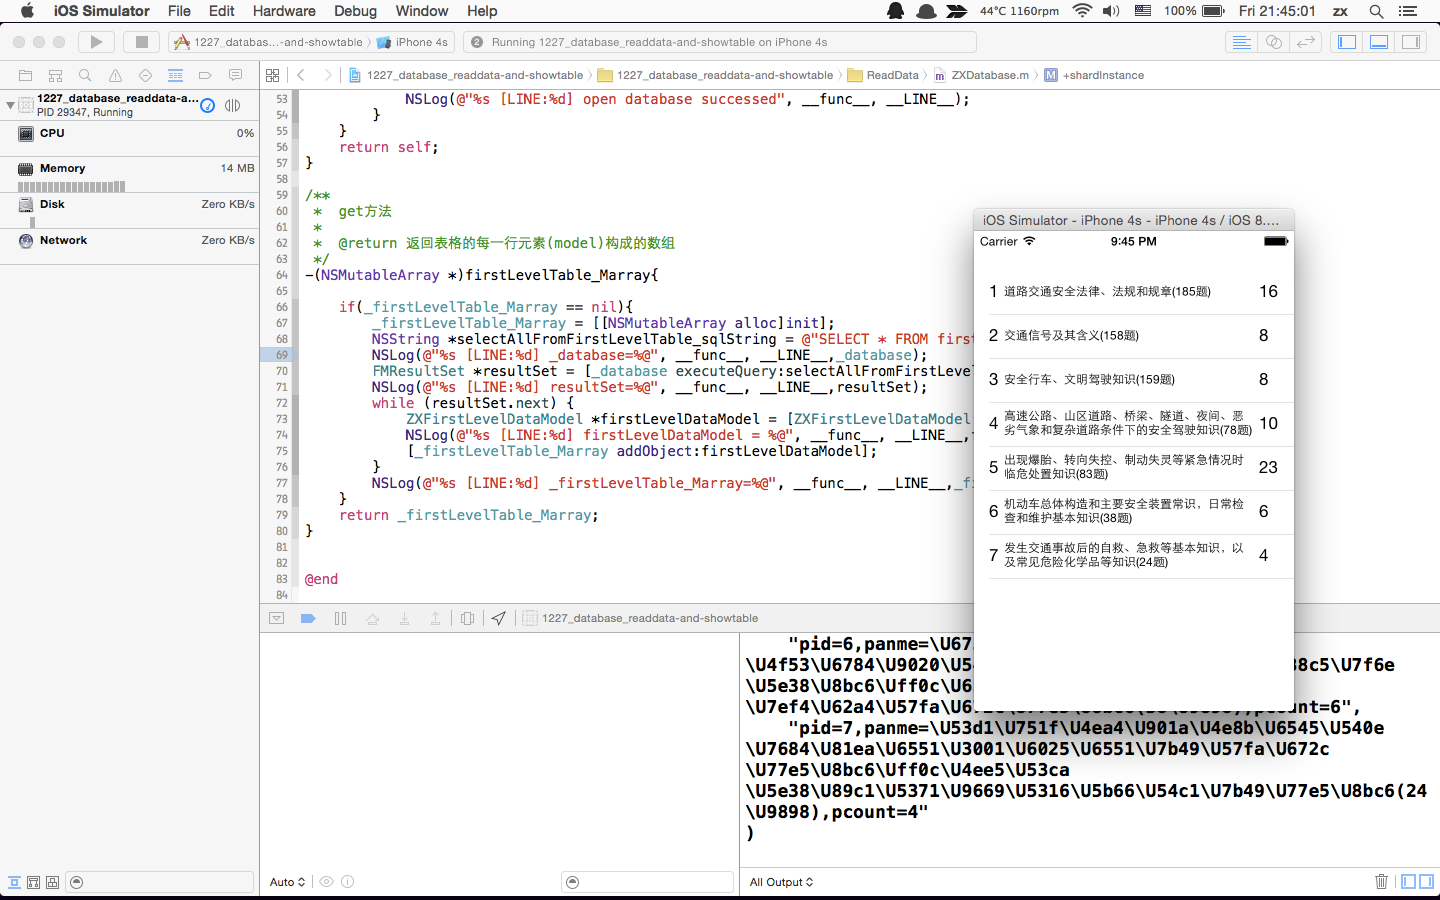 iOS Simulator File Edit Hardware Debug Window Help 44°C 1160rpm 100% Fri 21:45:01 zx
1227_databas...-and-showtable iPhone 4s 2 Running 1227_database_readdata-and-showtable on iPhone 4s
1227_database_readdata-and-showtable 1227_database_readdata-and-showtable ReadData ZXDatabase.m M +shardInstance
1227_database_readdata-a...
PID 29347, Running
CPU 0%
Memory 14 MB
Disk Zero KB/s
Network Zero KB/s
53 NSLog(@"%s [LINE:%d] open database successed", __func__, __LINE__);
54 }
55 }
56 return self;
57 }
58
59 /**
60 * get方法
61 *
62 * @return 返回表格的每一行元素(model)构成的数组
63 */
64 -(NSMutableArray *)firstLevelTable_Marray{
65
66 if(_firstLevelTable_Marray == nil){
67 _firstLevelTable_Marray = [[NSMutableArray alloc]init];
68 NSString *selectAllFromFirstLevelTable_sqlString = @"SELECT * FROM first
69 NSLog(@"%s [LINE:%d] _database=%@", __func__, __LINE__,_database);
70 FMResultSet *resultSet = [_database executeQuery:selectAllFromFirstLeve
71 NSLog(@"%s [LINE:%d] resultSet=%@", __func__, __LINE__,resultSet);
72 while (resultSet.next) {
73 ZXFirstLevelDataModel *firstLevelDataModel = [ZXFirstLevelDataModel
74 NSLog(@"%s [LINE:%d] firstLevelDataModel = %@", __func__, __LINE__,
75 [_firstLevelTable_Marray addObject:firstLevelDataModel];
76 }
77 NSLog(@"%s [LINE:%d] _firstLevelTable_Marray=%@", __func__, __LINE__,_f
78 }
79 return _firstLevelTable_Marray;
80 }
81
82
83 @end
84
iOS Simulator - iPhone 4s - iPhone 4s / iOS 8....
Carrier 9:45 PM
1 道路交通安全法律、法规和规章(185题) 16
2 交通信号及其含义(158题) 8
3 安全行车、文明驾驶知识(159题) 8
4 高速公路、山区道路、桥梁、隧道、夜间、恶
劣气象和复杂道路条件下的安全驾驶知识(78题) 10
5 出现爆胎、转向失控、制动失灵等紧急情况时
临危处置知识(83题) 23
6 机动车总体构造和主要安全装置常识，日常检
查和维护基本知识(38题) 6
7 发生交通事故后的自救、急救等基本知识，以
及常见危险化学品等知识(24题) 4
1227_database_readdata-and-showtable
"pid=6,panme=\U67
\U4f53\U6784\U9020\U5 38c5\U7f6e
\U5e38\U8bc6\Uff0c\U6
\U7ef4\U62a4\U57fa\U ,pcount=6",
"pid=7,panme=\U53d1\U751f\U4ea4\U901a\U4e8b\U6545\U540e
\U7684\U81ea\U6551\U3001\U6025\U6551\U7b49\U57fa\U672c
\U77e5\U8bc6\Uff0c\U4ee5\U53ca
\U5e38\U89c1\U5371\U9669\U5316\U5b66\U54c1\U7b49\U77e5\U8bc6(24
\U9898),pcount=4"
)
Auto All Output